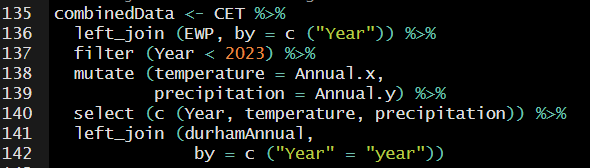 135 combinedData <- CET %>%
136   left_join (EWP, by = c ("Year")) %>%
137   filter (Year < 2023) %>%
138   mutate (temperature = Annual.x,
139           precipitation = Annual.y) %>%
140   select (c (Year, temperature, precipitation)) %>%
141   left_join (durhamAnnual,
142              by = c ("Year" = "year"))